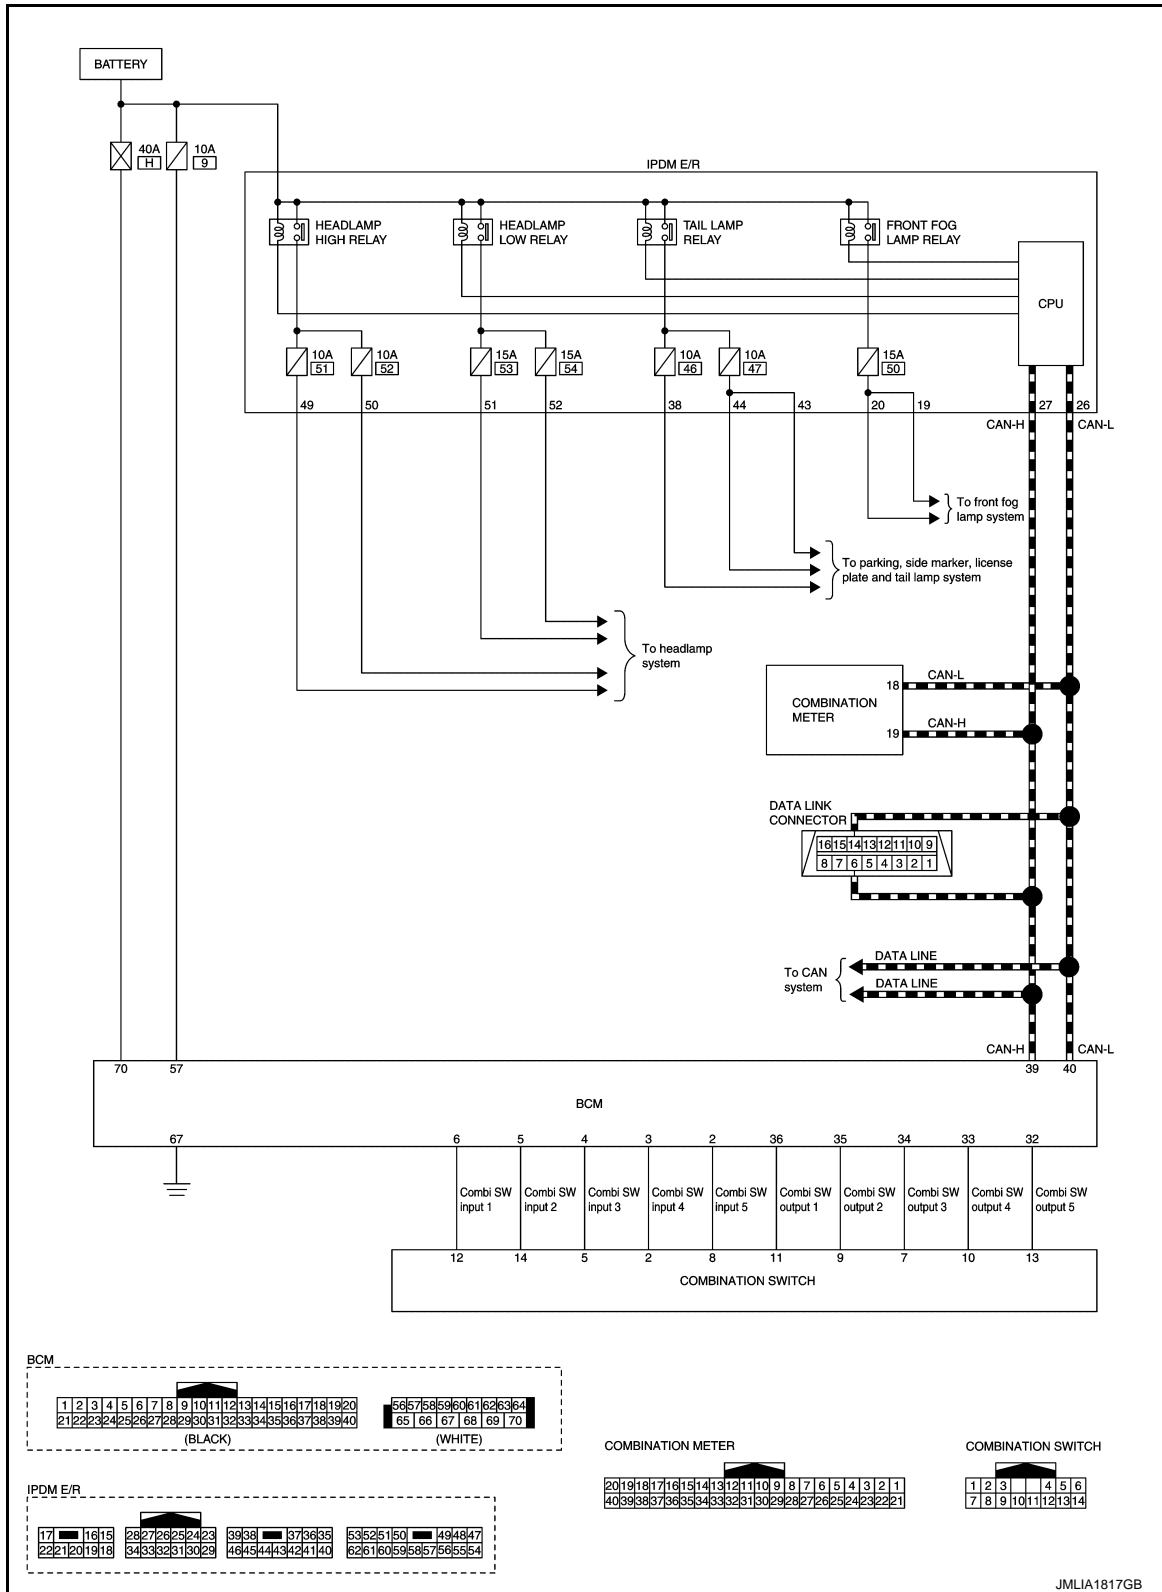 BATTERY
40A
H
10A
9
IPDM E/R
HEADLAMP
HIGH RELAY
HEADLAMP
LOW RELAY
TAIL LAMP
RELAY
FRONT FOG
LAMP RELAY
CPU
10A
51
10A
52
15A
53
15A
54
10A
46
10A
47
15A
50
49
50
51
52
38
44
43
20
19
27
26
CAN-H
CAN-L
To front fog
lamp system
To parking, side marker, license
plate and tail lamp system
To headlamp
system
COMBINATION
METER
18
CAN-L
19
CAN-H
DATA LINK
CONNECTOR
16 15 14 13 12 11 10 9
8 7 6 5 4 3 2 1
To CAN
system
DATA LINE
DATA LINE
CAN-H
CAN-L
70
57
39
40
BCM
67
6
5
4
3
2
36
35
34
33
32
Combi SW
input 1
Combi SW
input 2
Combi SW
input 3
Combi SW
input 4
Combi SW
input 5
Combi SW
output 1
Combi SW
output 2
Combi SW
output 3
Combi SW
output 4
Combi SW
output 5
12
14
5
2
8
11
9
7
10
13
COMBINATION SWITCH
BCM
1 2 3 4 5 6 7 8 9 10 11 12 13 14 15 16 17 18 19 20
21 22 23 24 25 26 27 28 29 30 31 32 33 34 35 36 37 38 39 40
(BLACK)
56 57 58 59 60 61 62 63 64
65 66 67 68 69 70
(WHITE)
IPDM E/R
17 16 15
22 21 20 19 18
28 27 26 25 24 23
34 33 32 31 30 29
39 38 37 36 35
46 45 44 43 42 41 40
53 52 51 50 49 48 47
62 61 60 59 58 57 56 55 54
COMBINATION METER
20 19 18 17 16 15 14 13 12 11 10 9 8 7 6 5 4 3 2 1
40 39 38 37 36 35 34 33 32 31 30 29 28 27 26 25 24 23 22 21
COMBINATION SWITCH
1 2 3 4 5 6
7 8 9 10 11 12 13 14
JMLIA1817GB